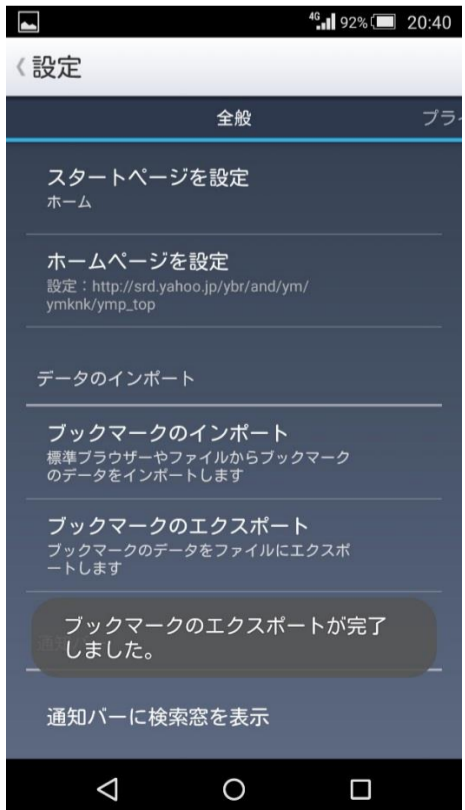 4G 92% 20:40
設定
全般 プラ
スタートページを設定
ホーム
ホームページを設定
設定：http://srd.yahoo.jp/ybr/and/ym/
ymknk/ymp_top
データのインポート
ブックマークのインポート
標準ブラウザーやファイルからブックマーク
のデータをインポートします
ブックマークのエクスポート
ブックマークのデータをファイルにエクスポ
ートします
ブックマークのエクスポートが完了
しました。
通知バーに検索窓を表示